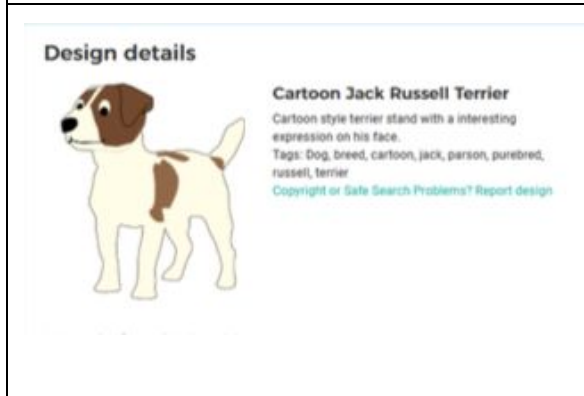 Design details
Cartoon Jack Russell Terrier
Cartoon style terrier stand with a interesting
expression on his face.
Tags: Dog, breed, cartoon, jack, parson, purebred,
russell, terrier
Copyright or Safe Search Problems? Report design